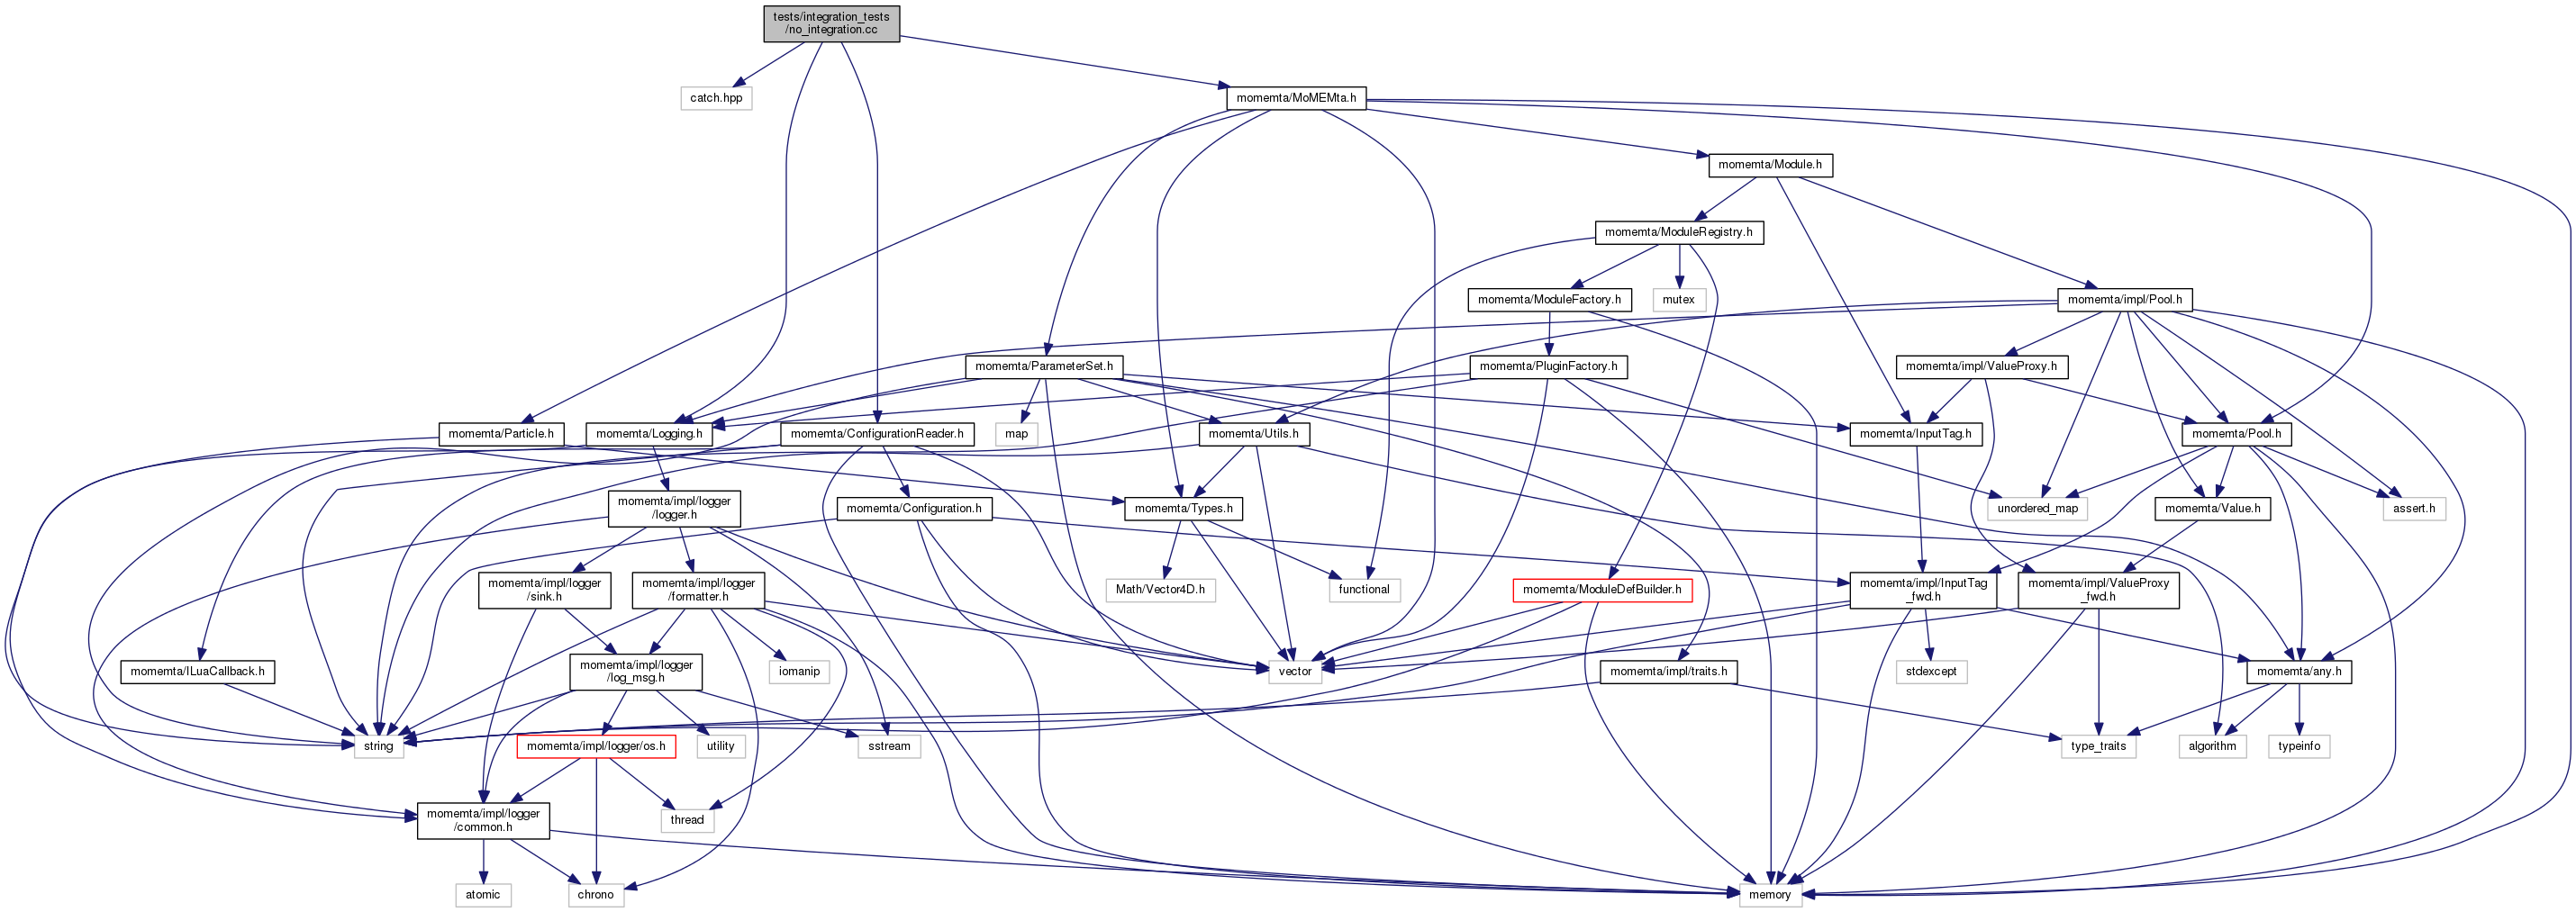 tests/integration_tests
/no_integration.cc
catch.hpp
momemta/MoMEMta.h
momemta/Module.h
momemta/ModuleRegistry.h
momemta/ModuleFactory.h
mutex
momemta/impl/Pool.h
momemta/ParameterSet.h
momemta/PluginFactory.h
momemta/impl/ValueProxy.h
momemta/Particle.h
momemta/Logging.h
momemta/ConfigurationReader.h
map
momemta/Utils.h
momemta/InputTag.h
momemta/Pool.h
momemta/impl/logger
/logger.h
momemta/Configuration.h
momemta/Types.h
unordered_map
momemta/Value.h
assert.h
momemta/impl/logger
/sink.h
momemta/impl/logger
/formatter.h
Math/Vector4D.h
functional
momemta/ModuleDefBuilder.h
momemta/impl/InputTag
_fwd.h
momemta/impl/ValueProxy
_fwd.h
momemta/ILuaCallback.h
momemta/impl/logger
/log_msg.h
iomanip
vector
momemta/impl/traits.h
stdexcept
momemta/any.h
string
momemta/impl/logger/os.h
utility
sstream
type_traits
algorithm
typeinfo
momemta/impl/logger
/common.h
thread
atomic
chrono
memory